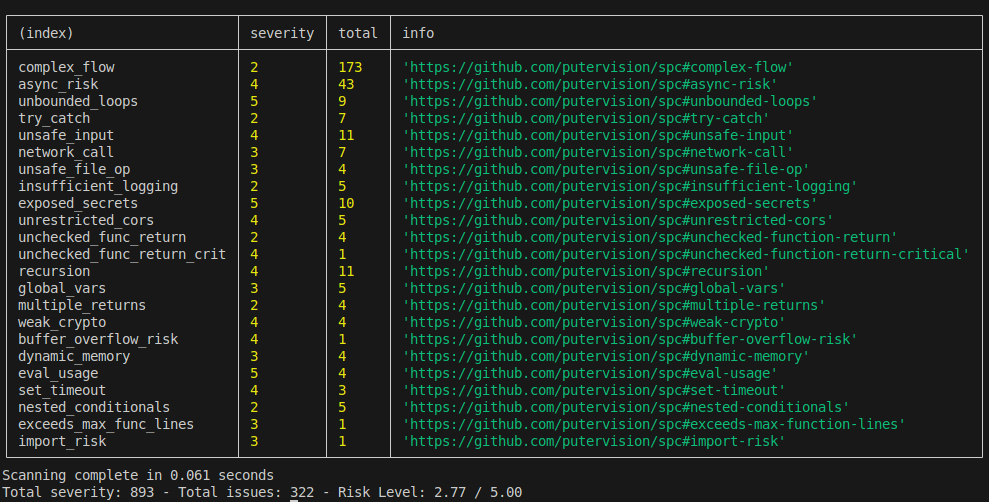 (index) severity total info
complex_flow 2 173 'https://github.com/putervision/spc#complex-flow'
async_risk 4 43 'https://github.com/putervision/spc#async-risk'
unbounded_loops 5 9 'https://github.com/putervision/spc#unbounded-loops'
try_catch 2 7 'https://github.com/putervision/spc#try-catch'
unsafe_input 4 11 'https://github.com/putervision/spc#unsafe-input'
network_call 3 7 'https://github.com/putervision/spc#network-call'
unsafe_file_op 3 4 'https://github.com/putervision/spc#unsafe-file-op'
insufficient_logging 2 5 'https://github.com/putervision/spc#insufficient-logging'
exposed_secrets 5 10 'https://github.com/putervision/spc#exposed-secrets'
unrestricted_cors 4 5 'https://github.com/putervision/spc#unrestricted-cors'
unchecked_func_return 2 4 'https://github.com/putervision/spc#unchecked-function-return'
unchecked_func_return_crit 4 1 'https://github.com/putervision/spc#unchecked-function-return-critical'
recursion 4 11 'https://github.com/putervision/spc#recursion'
global_vars 3 5 'https://github.com/putervision/spc#global-vars'
multiple_returns 2 4 'https://github.com/putervision/spc#multiple-returns'
weak_crypto 4 4 'https://github.com/putervision/spc#weak-crypto'
buffer_overflow_risk 4 1 'https://github.com/putervision/spc#buffer-overflow-risk'
dynamic_memory 3 4 'https://github.com/putervision/spc#dynamic-memory'
eval_usage 5 4 'https://github.com/putervision/spc#eval-usage'
set_timeout 4 3 'https://github.com/putervision/spc#set-timeout'
nested_conditionals 2 5 'https://github.com/putervision/spc#nested-conditionals'
exceeds_max_func_lines 3 1 'https://github.com/putervision/spc#exceeds-max-function-lines'
import_risk 3 1 'https://github.com/putervision/spc#import-risk'
Scanning complete in 0.061 seconds
Total severity: 893 - Total issues: 322 - Risk Level: 2.77 / 5.00